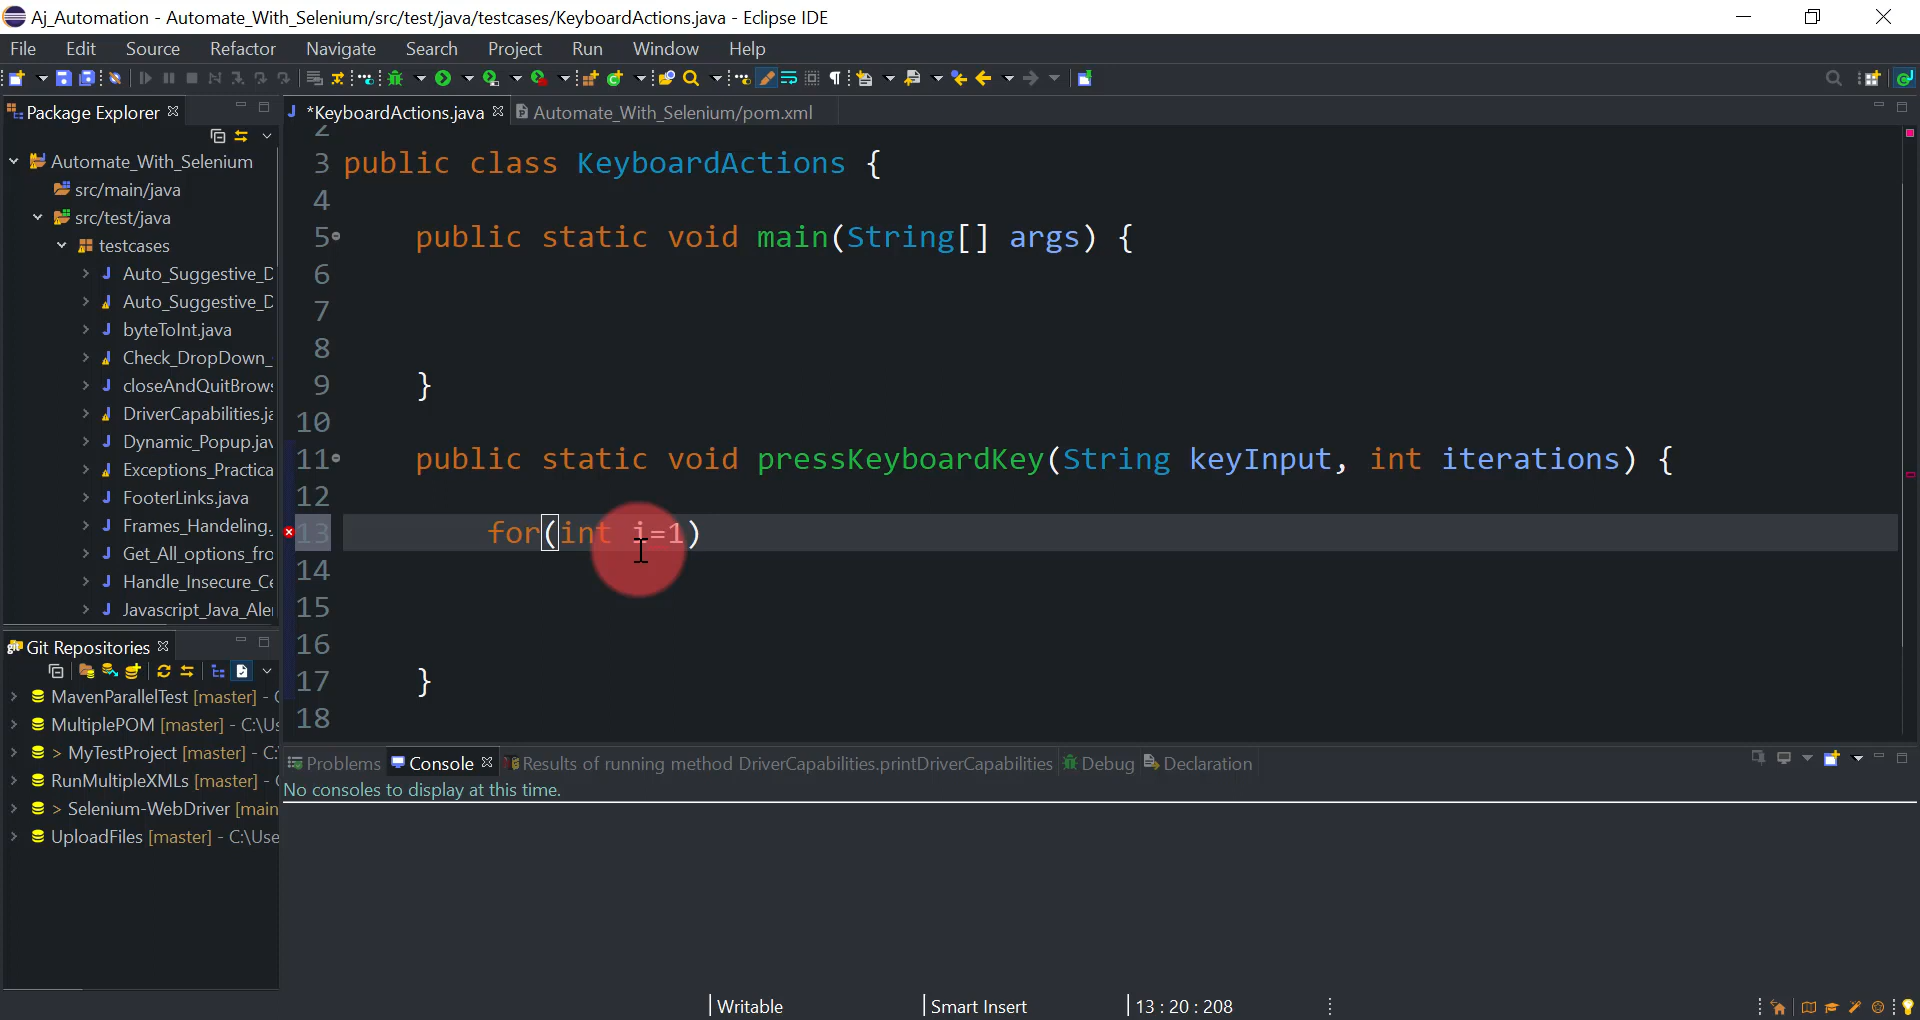 Aj_Automation - Automate_With_Selenium/src/test/java/testcases/KeyboardActions.java - Eclipse IDE
File Edit Source Refactor Navigate Search Project Run Window Help
Package Explorer
*KeyboardActions.java Automate_With_Selenium/pom.xml
Automate_With_Selenium
src/main/java
src/test/java
testcases
Auto_Suggestive_D
Auto_Suggestive_D
byteToInt.java
Check_DropDown_
closeAndQuitBrows
DriverCapabilities.ja
Dynamic_Popup.jav
Exceptions_Practica
FooterLinks.java
Frames_Handeling.
Get_All_options_fro
Handle_Insecure_Ce
Javascript_Java_Aler
2
3 public class KeyboardActions {
4
5 public static void main(String[] args) {
6
7
8
9 }
10
11 public static void pressKeyboardKey(String keyInput, int iterations) {
12
13 for(int i=1)
14
15
16
17 }
18
Git Repositories
MavenParallelTest [master] - C
MultiplePOM [master] - C:\Us
> MyTestProject [master] - C:
RunMultipleXMLs [master] - C
> Selenium-WebDriver [main
UploadFiles [master] - C:\Use
Problems Console Results of running method DriverCapabilities.printDriverCapabilities Debug Declaration
No consoles to display at this time.
Writable Smart Insert 13 : 20 : 208